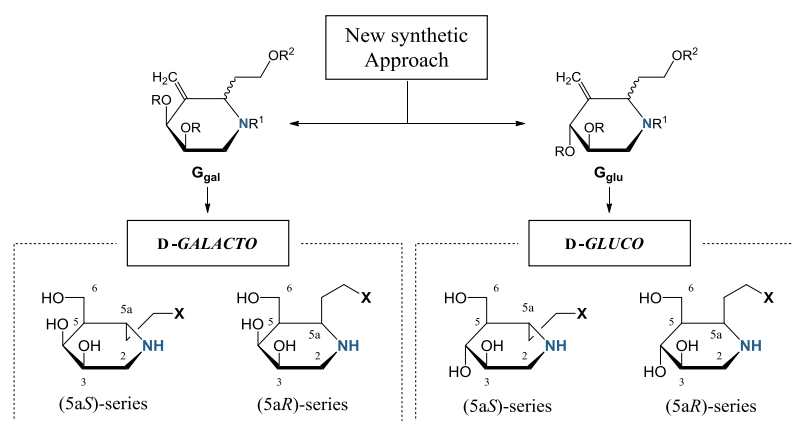 New synthetic
Approach
OR²
H₂C
RO
OR
NR¹
G_gal
OR²
H₂C
OR
RO
NR¹
G_glu
D-GALACTO
D-GLUCO
6
HO
5a
X
HO
5
OH
2
NH
3
(5aS)-series
6
HO
X
5
HO
5a
OH
2
NH
3
(5aR)-series
6
HO
5a
X
5
OH
2
NH
HO
3
(5aS)-series
6
HO
X
5
5a
OH
2
NH
HO
3
(5aR)-series